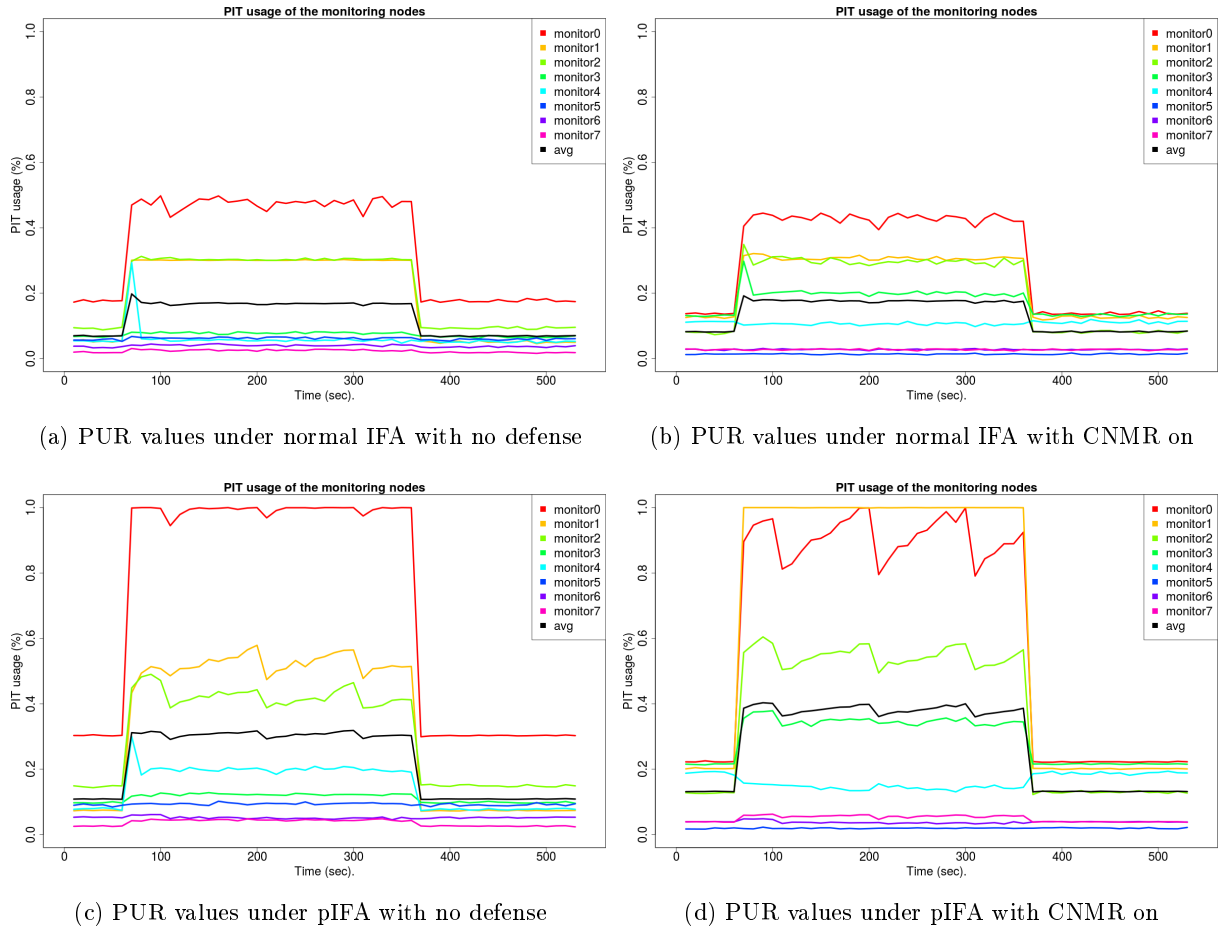 PIT usage of the monitoring nodes
PIT usage (%)
1.0
0.8
0.6
0.4
0.2
0.0
monitor0
monitor1
monitor2
monitor3
monitor4
monitor5
monitor6
monitor7
avg
0 100 200 300 400 500
Time (sec).
(a) PUR values under normal IFA with no defense
PIT usage of the monitoring nodes
PIT usage (%)
1.0
0.8
0.6
0.4
0.2
0.0
monitor0
monitor1
monitor2
monitor3
monitor4
monitor5
monitor6
monitor7
avg
0 100 200 300 400 500
Time (sec).
(b) PUR values under normal IFA with CNMR on
PIT usage of the monitoring nodes
PIT usage (%)
1.0
0.8
0.6
0.4
0.2
0.0
monitor0
monitor1
monitor2
monitor3
monitor4
monitor5
monitor6
monitor7
avg
0 100 200 300 400 500
Time (sec).
(c) PUR values under pIFA with no defense
PIT usage of the monitoring nodes
PIT usage (%)
1.0
0.8
0.6
0.4
0.2
0.0
monitor0
monitor1
monitor2
monitor3
monitor4
monitor5
monitor6
monitor7
avg
0 100 200 300 400 500
Time (sec).
(d) PUR values under pIFA with CNMR on